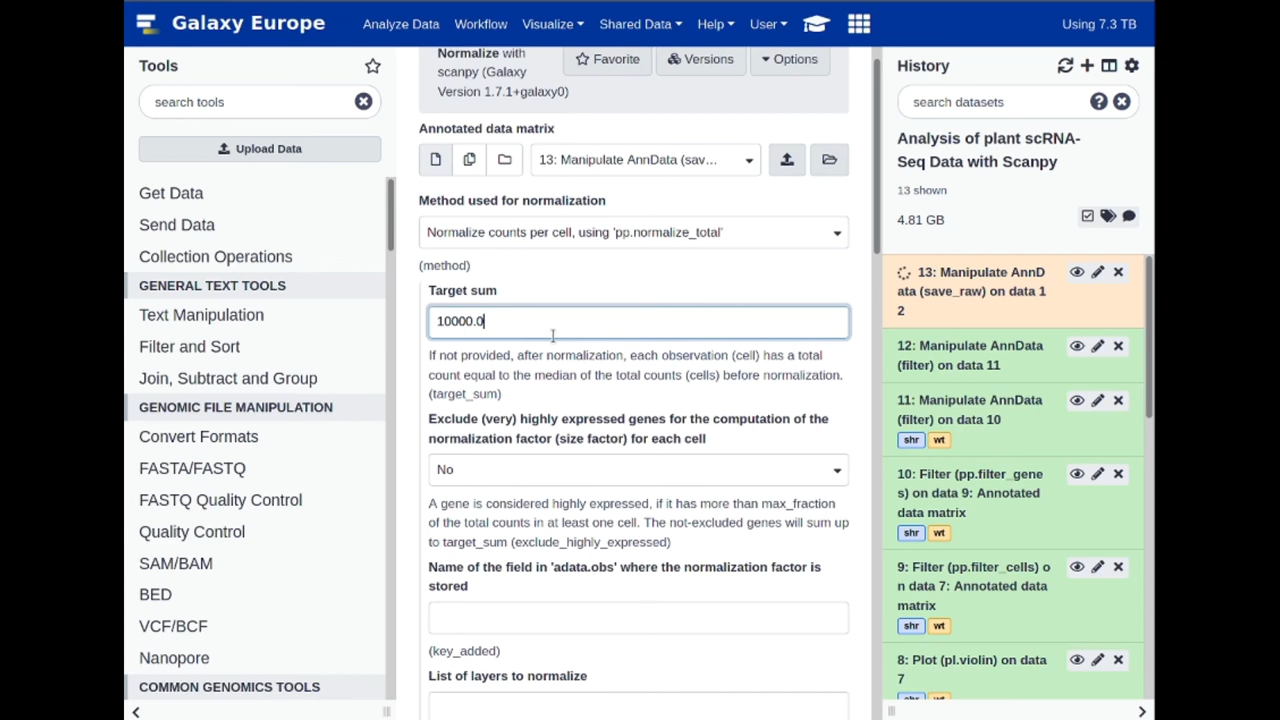 Galaxy Europe
Analyze Data
Workflow
Visualize
Shared Data
Help
User
Using 7.3 TB
Tools
search tools
Upload Data
Get Data
Send Data
Collection Operations
GENERAL TEXT TOOLS
Text Manipulation
Filter and Sort
Join, Subtract and Group
GENOMIC FILE MANIPULATION
Convert Formats
FASTA/FASTQ
FASTQ Quality Control
Quality Control
SAM/BAM
BED
VCF/BCF
Nanopore
COMMON GENOMICS TOOLS
Normalize with
scanpy (Galaxy
Version 1.7.1+galaxy0)
Favorite
Versions
Options
Annotated data matrix
13: Manipulate AnnData (sav...
Method used for normalization
Normalize counts per cell, using 'pp.normalize_total'
(method)
Target sum
10000.0
If not provided, after normalization, each observation (cell) has a total
count equal to the median of the total counts (cells) before normalization.
(target_sum)
Exclude (very) highly expressed genes for the computation of the
normalization factor (size factor) for each cell
No
A gene is considered highly expressed, if it has more than max_fraction
of the total counts in at least one cell. The not-excluded genes will sum up
to target_sum (exclude_highly_expressed)
Name of the field in 'adata.obs' where the normalization factor is
stored
(key_added)
List of layers to normalize
History
search datasets
Analysis of plant scRNA-
Seq Data with Scanpy
13 shown
4.81 GB
13: Manipulate AnnD
ata (save_raw) on data 1
2
12: Manipulate AnnData
(filter) on data 11
11: Manipulate AnnData
(filter) on data 10
shr wt
10: Filter (pp.filter_gene
s) on data 9: Annotated
data matrix
shr wt
9: Filter (pp.filter_cells) o
n data 7: Annotated data
matrix
shr wt
8: Plot (pl.violin) on data
7
shr wt